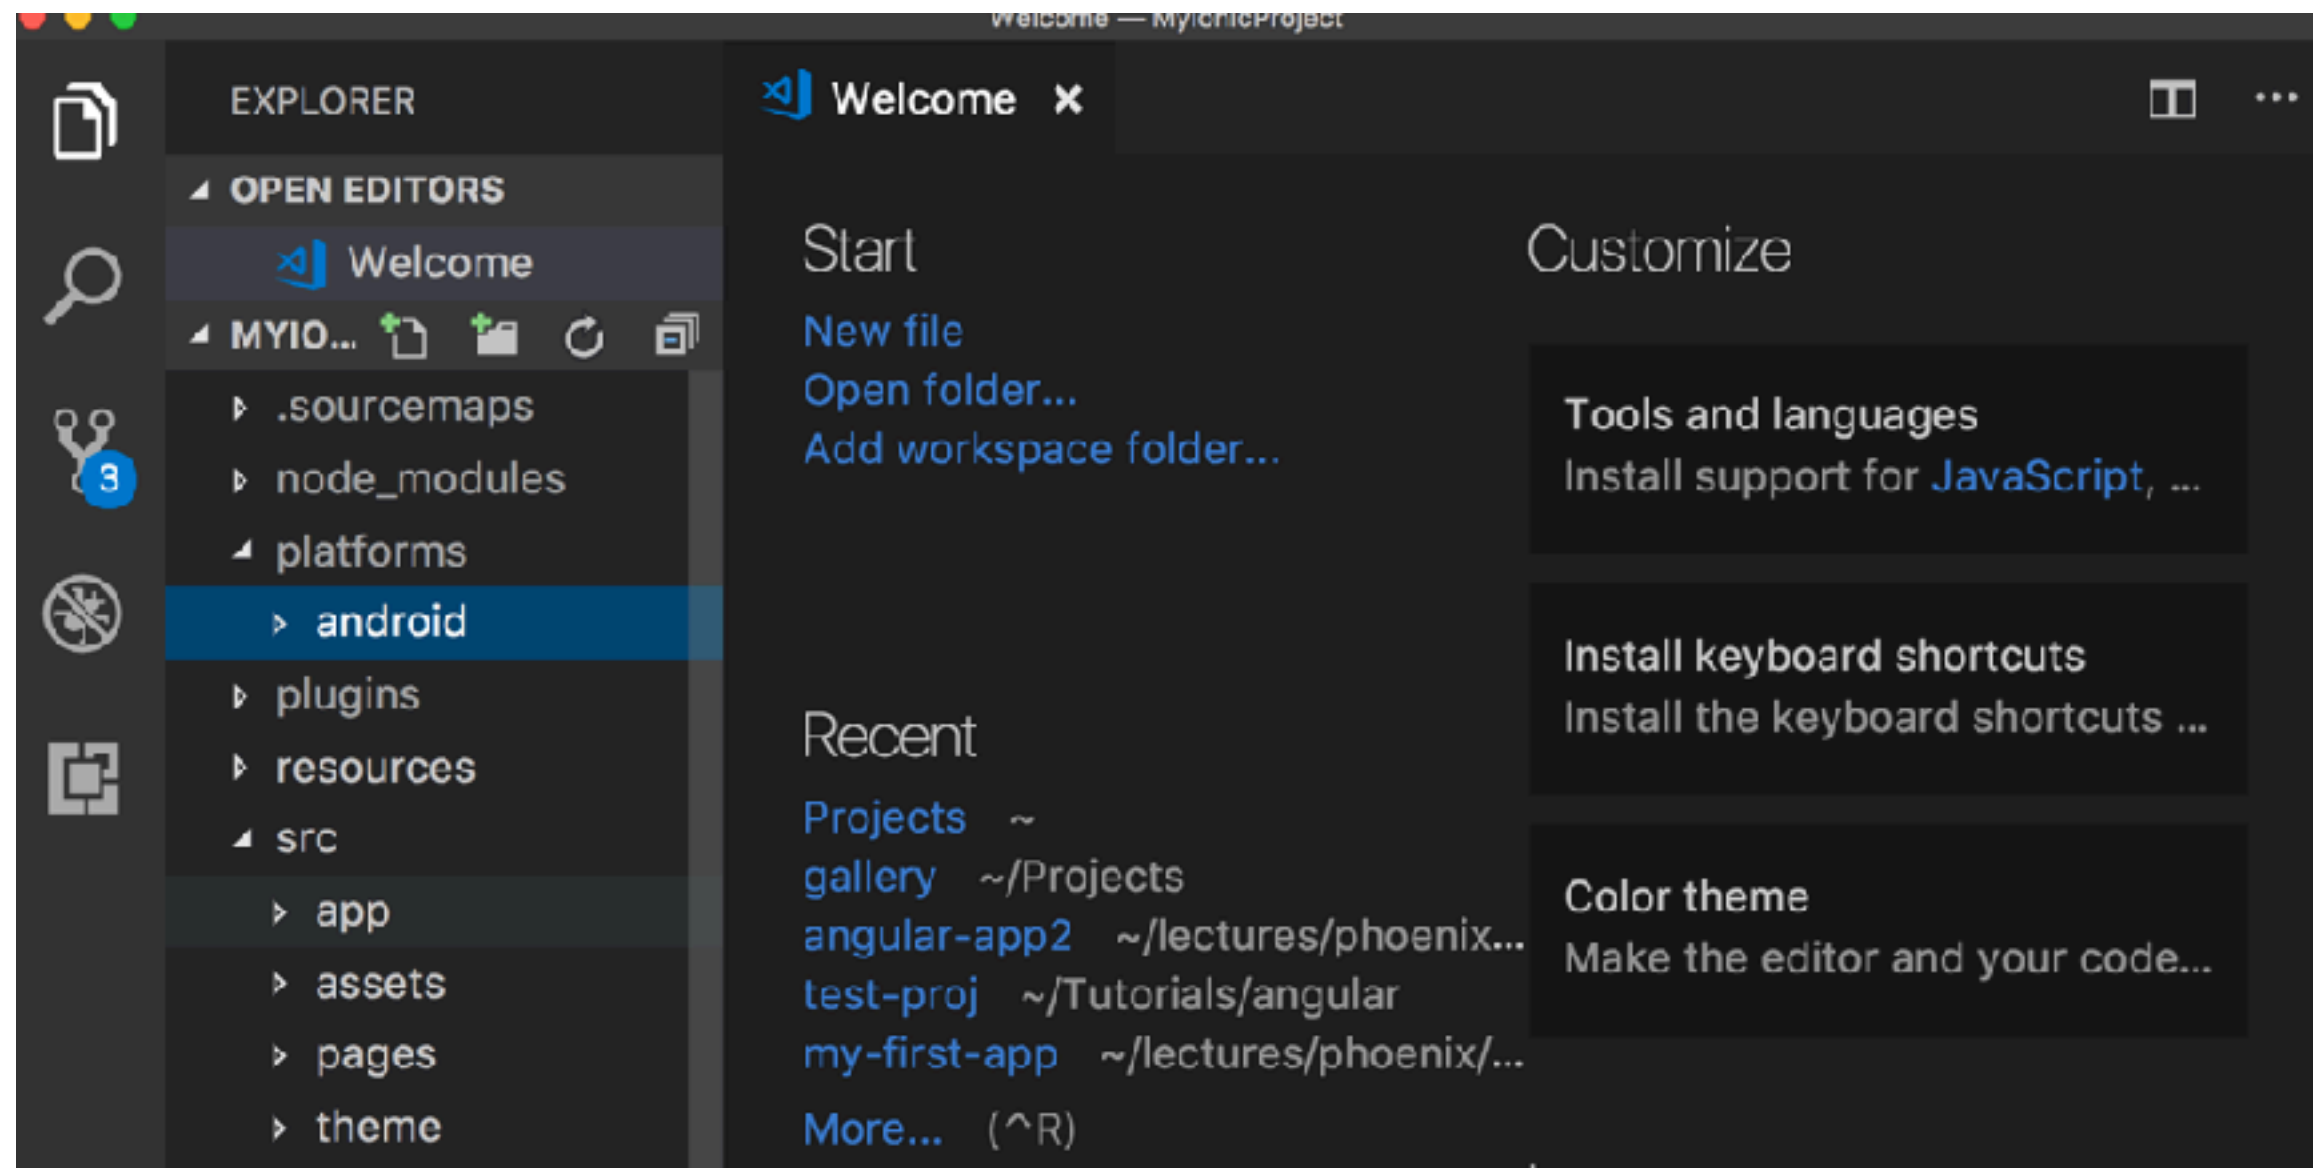 Welcome — MyIonicProject
EXPLORER
OPEN EDITORS
Welcome
MYIO...
.sourcemaps
node_modules
platforms
android
plugins
resources
src
app
assets
pages
theme
3
Welcome
Start
New file
Open folder...
Add workspace folder...
Recent
Projects ~
gallery ~/Projects
angular-app2 ~/lectures/phoenix...
test-proj ~/Tutorials/angular
my-first-app ~/lectures/phoenix/...
More... (^R)
Customize
Tools and languages
Install support for JavaScript, ...
Install keyboard shortcuts
Install the keyboard shortcuts ...
Color theme
Make the editor and your code...